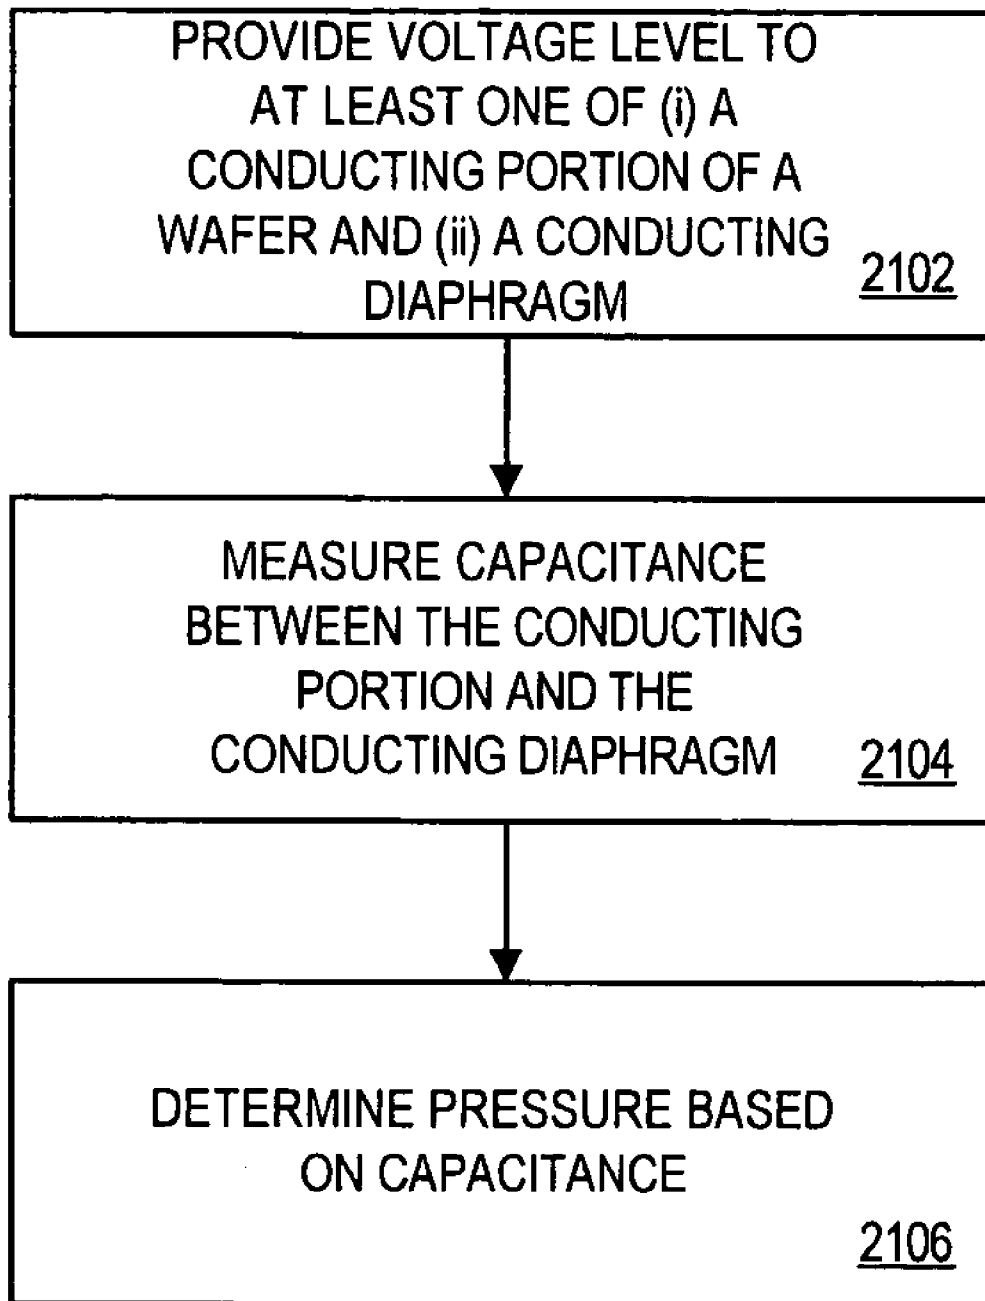 PROVIDE VOLTAGE LEVEL TO
AT LEAST ONE OF (i) A
CONDUCTING PORTION OF A
WAFER AND (ii) A CONDUCTING
DIAPHRAGM
2102
MEASURE CAPACITANCE
BETWEEN THE CONDUCTING
PORTION AND THE
CONDUCTING DIAPHRAGM
2104
DETERMINE PRESSURE BASED
ON CAPACITANCE
2106